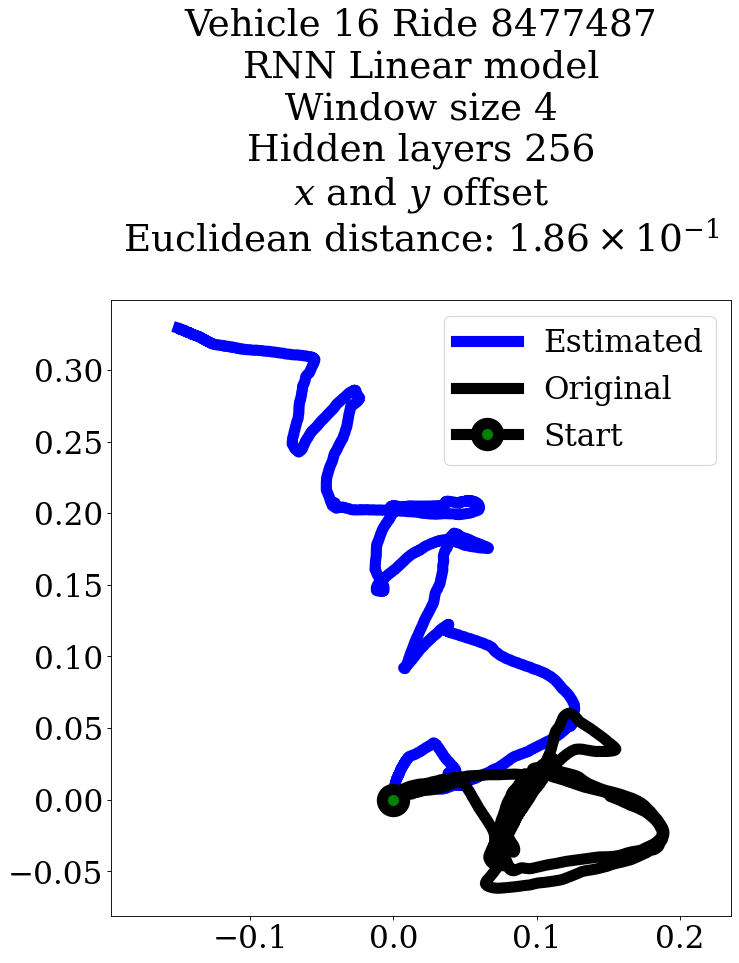 Vehicle 16 Ride 8477487
RNN Linear model
Window size 4
Hidden layers 256
x and y offset
Euclidean distance: 1.86 × 10⁻¹
Estimated
Original
Start
0.30
0.25
0.20
0.15
0.10
0.05
0.00
−0.05
−0.1 0.0 0.1 0.2